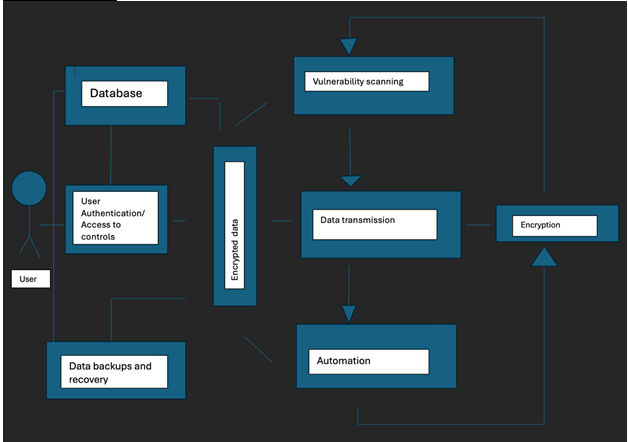 Database
Vulnerability scanning
User
Authentication/
Access to
controls
Encrypted data
Data transmission
Encryption
User
Data backups and
recovery
Automation